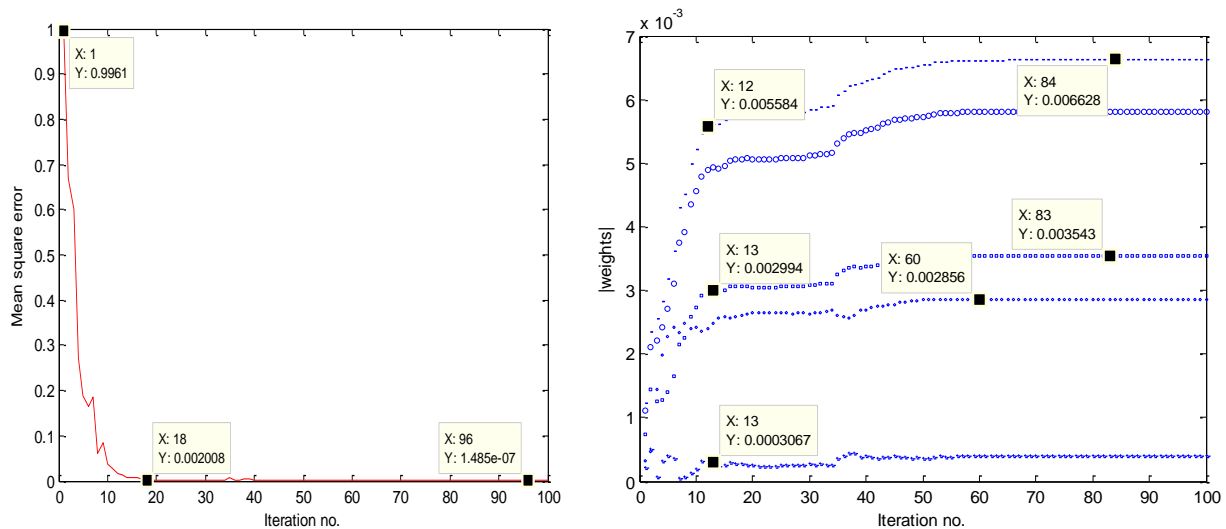 1
0.9
0.8
0.7
0.6
0.5
0.4
0.3
0.2
0.1
0
Mean square error
X: 1
Y: 0.9961
X: 18
Y: 0.002008
X: 96
Y: 1.485e-07
0 10 20 30 40 50 60 70 80 90 100
Iteration no.
x 10-3
7
6
5
4
3
2
1
0
|weights|
X: 12
Y: 0.005584
X: 84
Y: 0.006628
X: 83
Y: 0.003543
X: 13
Y: 0.002994
X: 60
Y: 0.002856
X: 13
Y: 0.0003067
0 10 20 30 40 50 60 70 80 90 100
Iteration no.